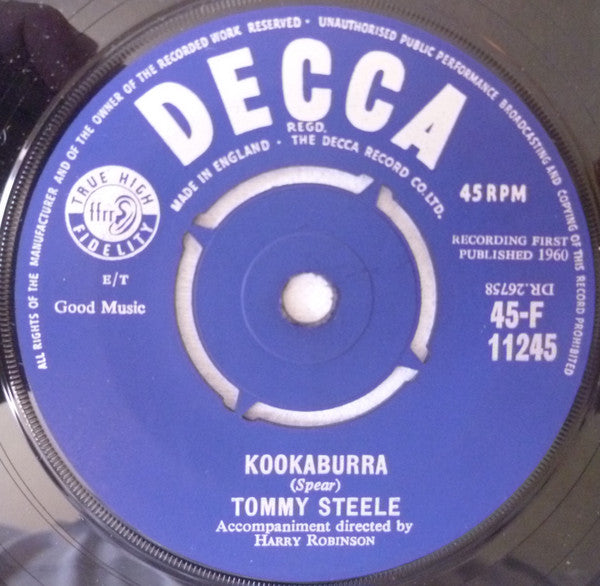 ALL RIGHTS OF THE MANUFACTURER AND OF THE OWNER OF THE RECORDED WORK RESERVED • UNAUTHORISED PUBLIC PERFORMANCE BROADCASTING AND COPYING OF THIS RECORD PROHIBITED
DECCA
REGD.
MADE IN ENGLAND • THE DECCA RECORD CO. LTD.
TRUE HIGH
ffrr
FIDELITY
E/T
Good Music
45 RPM
RECORDING FIRST
PUBLISHED 1960
DR.26758
45-F
11245
KOOKABURRA
(Spear)
TOMMY STEELE
Accompaniment directed by
HARRY ROBINSON